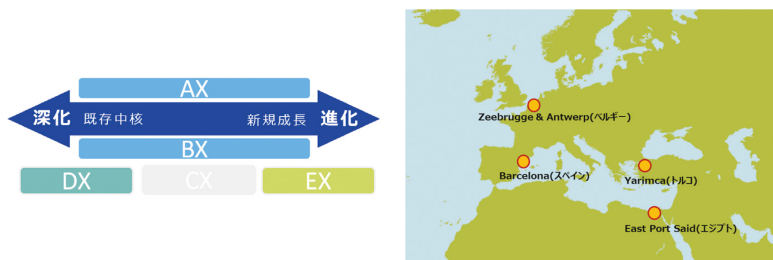 AX
深化 既存中核 新規成長 進化
BX
DX CX EX
Zeebrugge & Antwerp(ベルギー)
Barcelona(スペイン)
Yarimca(トルコ)
East Port Said(エジプト)